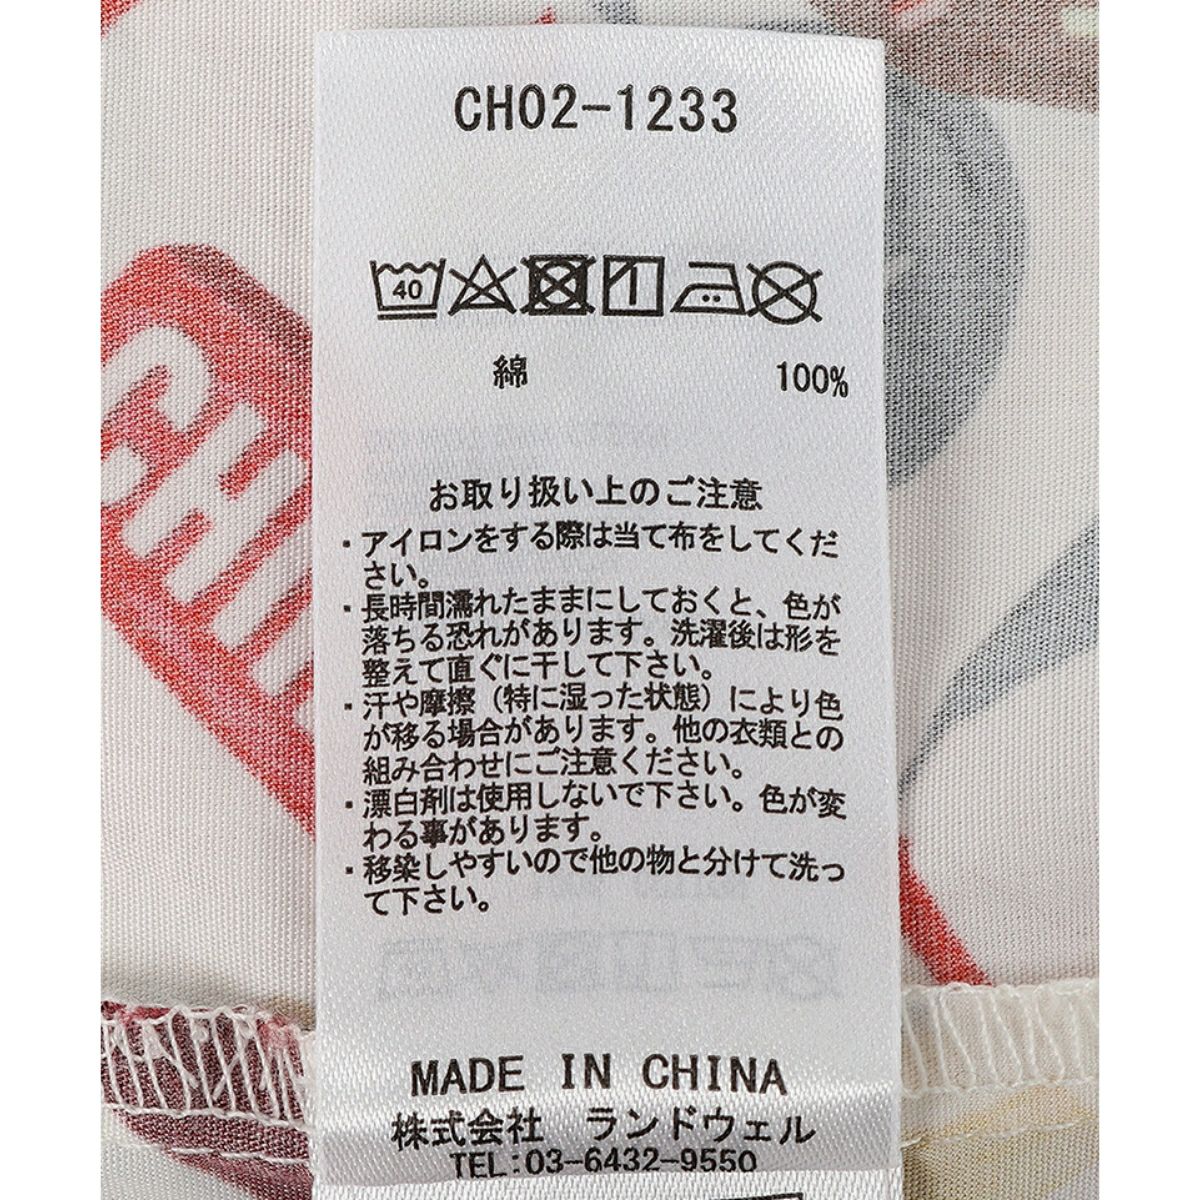 CH02-1233
40
綿 100%
お取り扱い上のご注意
・アイロンをする際は当て布をしてくだ
さい。
・長時間濡れたままにしておくと、色が
落ちる恐れがあります。洗濯後は形を
整えて直ぐに干して下さい。
・汗や摩擦（特に湿った状態）により色
が移る場合があります。他の衣類との
組み合わせにご注意ください。
・漂白剤は使用しないで下さい。色が変
わる事があります。
・移染しやすいので他の物と分けて洗っ
て下さい。
MADE IN CHINA
株式会社 ランドウェル
TEL:03-6432-9550